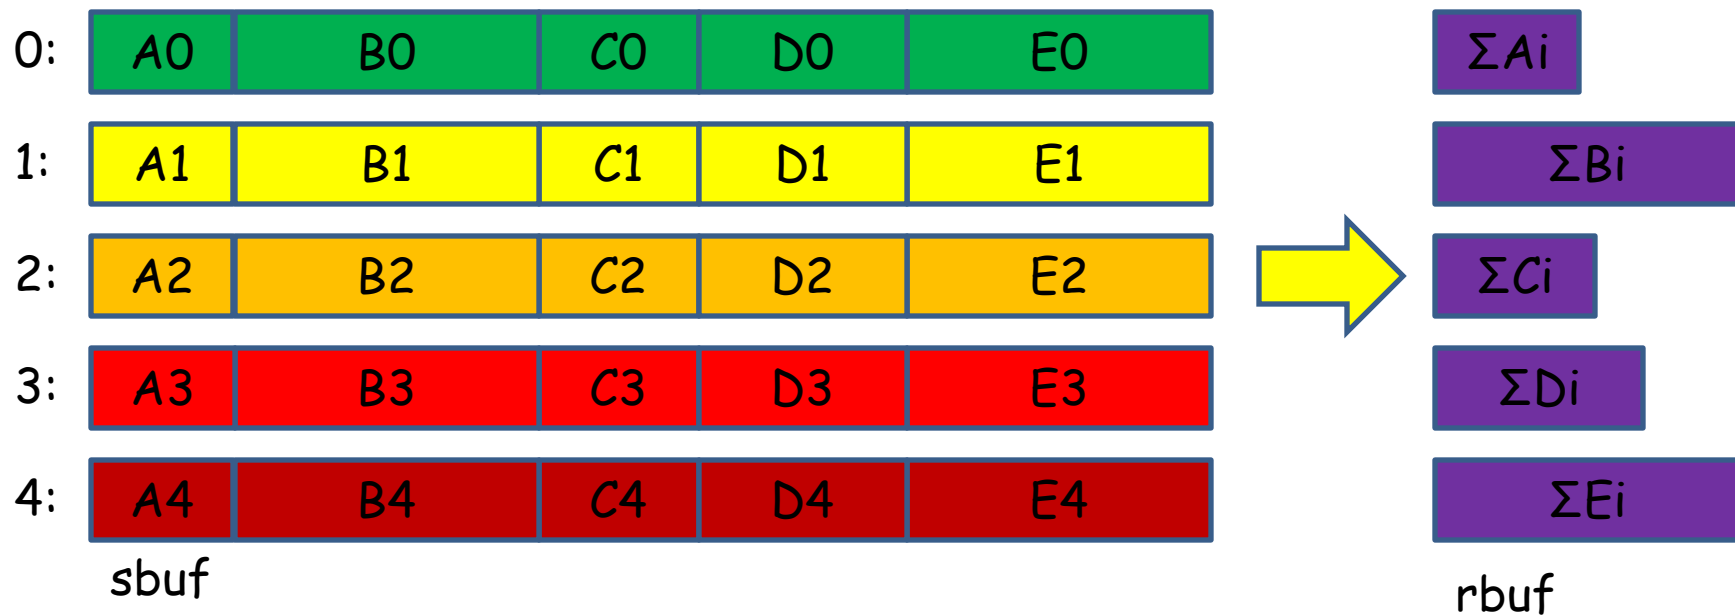 0: A0 B0 C0 D0 E0 ΣAi
1: A1 B1 C1 D1 E1 ΣBi
2: A2 B2 C2 D2 E2 ΣCi
3: A3 B3 C3 D3 E3 ΣDi
4: A4 B4 C4 D4 E4 ΣEi
sbuf rbuf